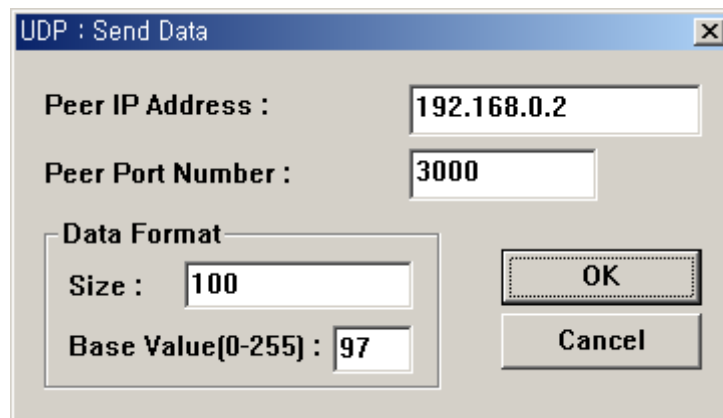 UDP : Send Data
Peer IP Address : 192.168.0.2
Peer Port Number : 3000
Data Format
Size : 100
Base Value(0-255) : 97
OK
Cancel